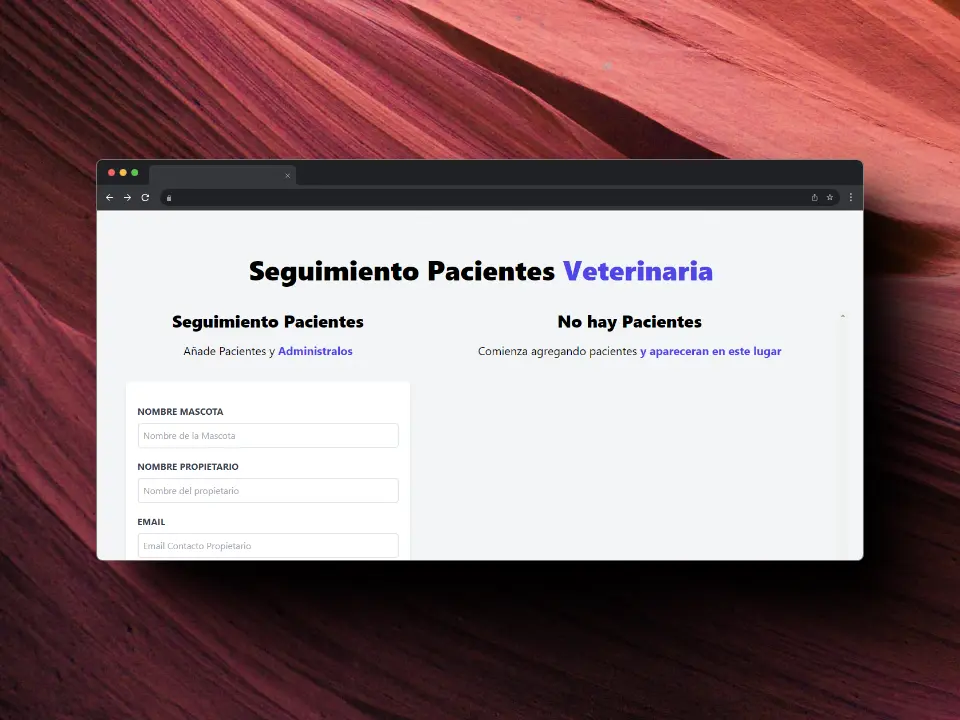 Seguimiento Pacientes Veterinaria
Seguimiento Pacientes
Añade Pacientes y Administralos
No hay Pacientes
Comienza agregando pacientes y apareceran en este lugar
NOMBRE MASCOTA
Nombre de la Mascota
NOMBRE PROPIETARIO
Nombre del propietario
EMAIL
Email Contacto Propietario